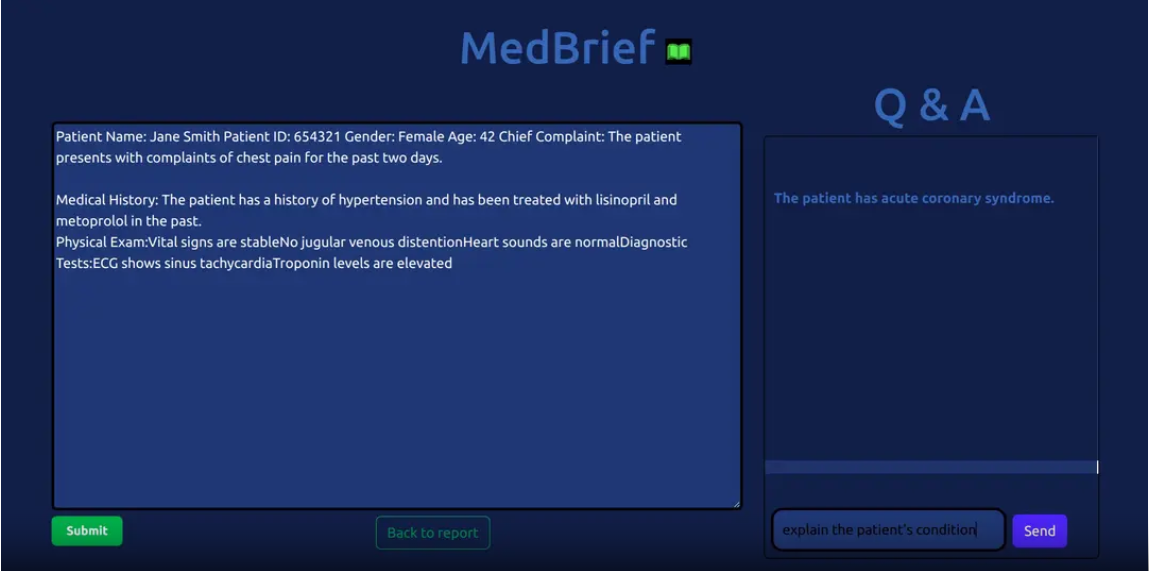 MedBrief
Q & A
Patient Name: Jane Smith Patient ID: 654321 Gender: Female Age: 42 Chief Complaint: The patient
presents with complaints of chest pain for the past two days.
Medical History: The patient has a history of hypertension and has been treated with lisinopril and
metoprolol in the past.
Physical Exam:Vital signs are stableNo jugular venous distentionHeart sounds are normalDiagnostic
Tests:ECG shows sinus tachycardiaTroponin levels are elevated
The patient has acute coronary syndrome.
Submit
Back to report
explain the patient's condition
Send